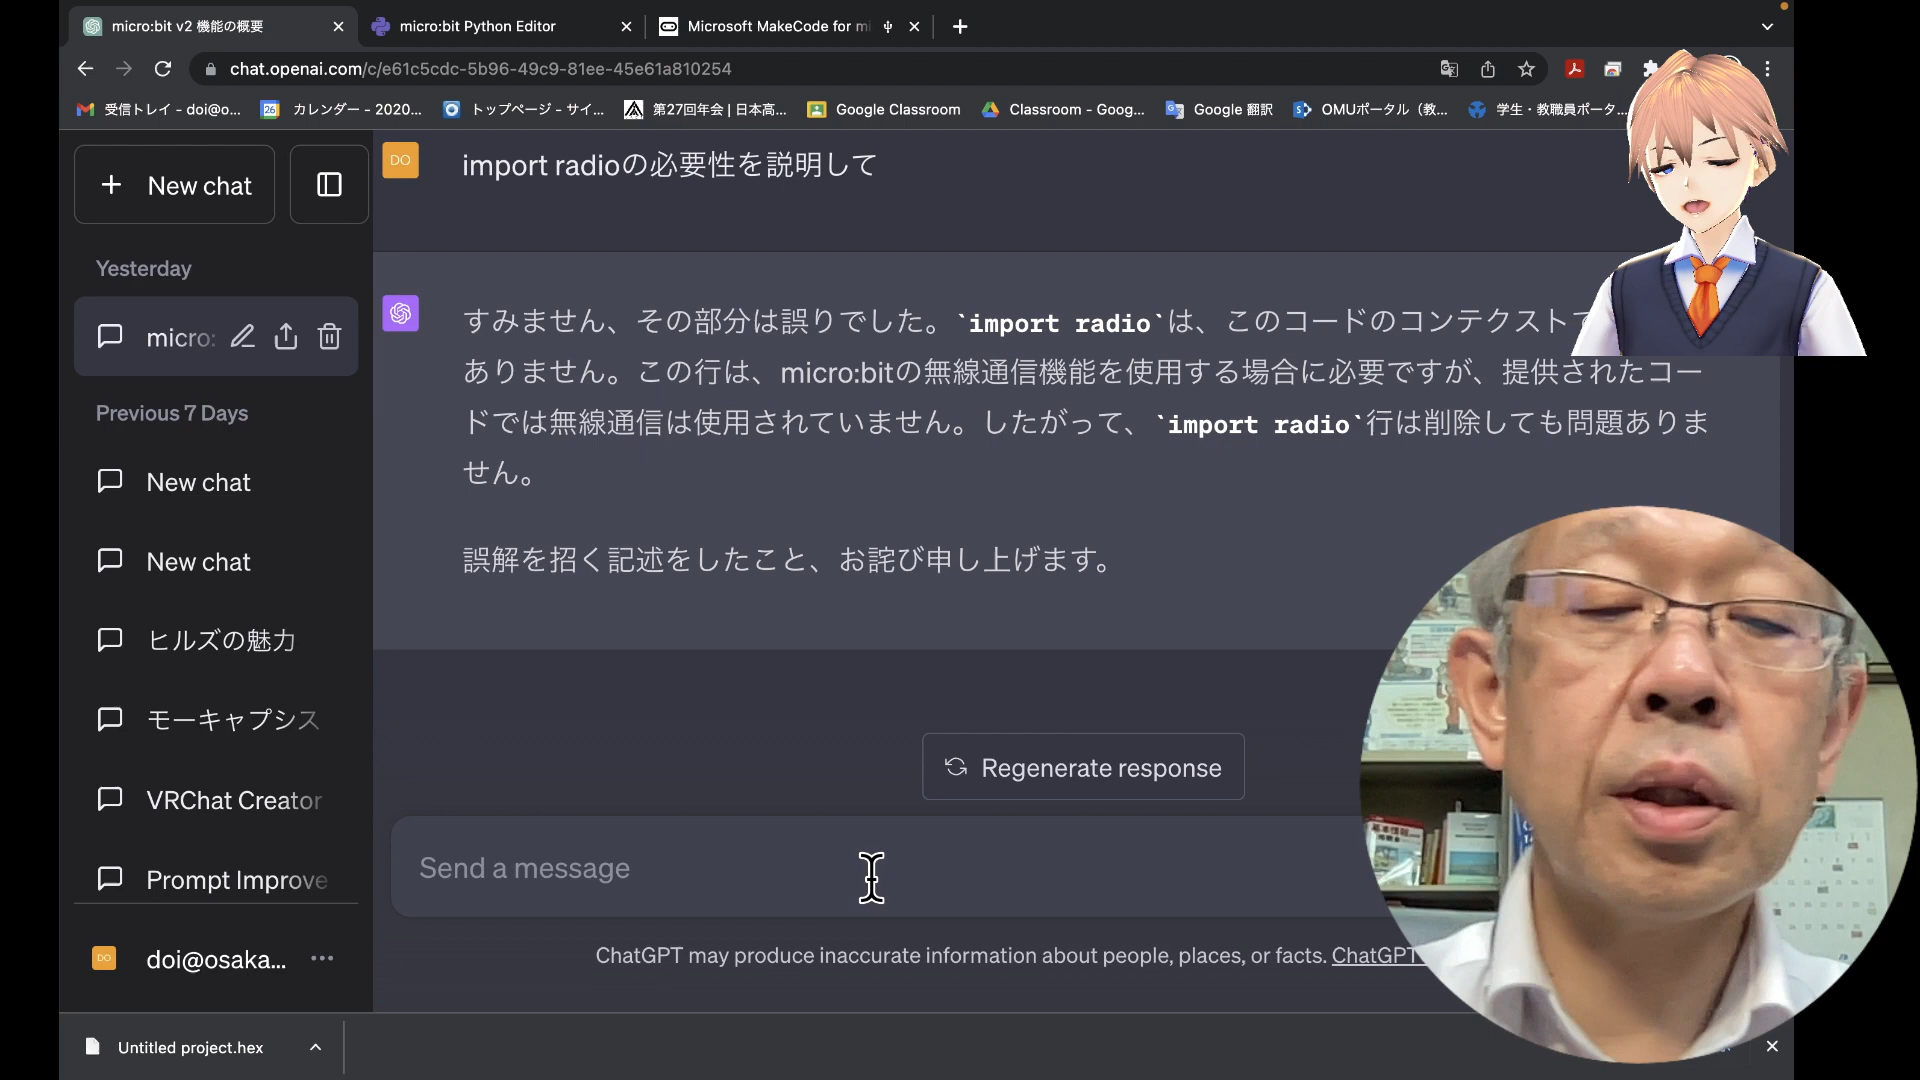 micro:bit v2 機能の概要
micro:bit Python Editor
Microsoft MakeCode for mi
chat.openai.com/c/e61c5cdc-5b96-49c9-81ee-45e61a810254
受信トレイ - doi@o...
26
カレンダー - 2020...
トップページ - サイ...
第27回年会 | 日本高...
Google Classroom
Classroom - Goog...
Google 翻訳
OMUポータル（教...
学生・教職員ポータ...
New chat
DO
import radioの必要性を説明して
Yesterday
micro:
Previous 7 Days
New chat
New chat
ヒルズの魅力
モーキャプシス
VRChat Creator
Prompt Improve
DO
doi@osaka...
すみません、その部分は誤りでした。`import radio`は、このコードのコンテクストで
ありません。この行は、micro:bitの無線通信機能を使用する場合に必要ですが、提供されたコー
ドでは無線通信は使用されていません。したがって、`import radio`行は削除しても問題ありま
せん。
誤解を招く記述をしたこと、お詫び申し上げます。
Regenerate response
Send a message
ChatGPT may produce inaccurate information about people, places, or facts. ChatGPT
Untitled project.hex